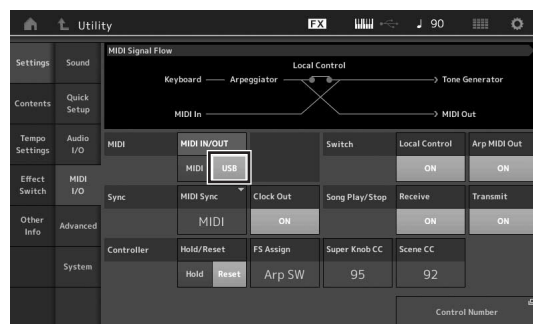 Utility
FX
♩ 90
Settings
Sound
Contents
Quick
Setup
Tempo
Settings
Audio
I/O
Effect
Switch
MIDI
I/O
Other
Info
Advanced
System
MIDI Signal Flow
Local Control
Keyboard
Arpeggiator
Tone Generator
MIDI In
MIDI Out
MIDI
MIDI IN/OUT
MIDI
USB
Switch
Local Control
ON
Arp MIDI Out
ON
Sync
MIDI Sync
MIDI
Clock Out
ON
Song Play/Stop
Receive
ON
Transmit
ON
Controller
Hold/Reset
Hold
Reset
FS Assign
Arp SW
Super Knob CC
95
Scene CC
92
Control Number